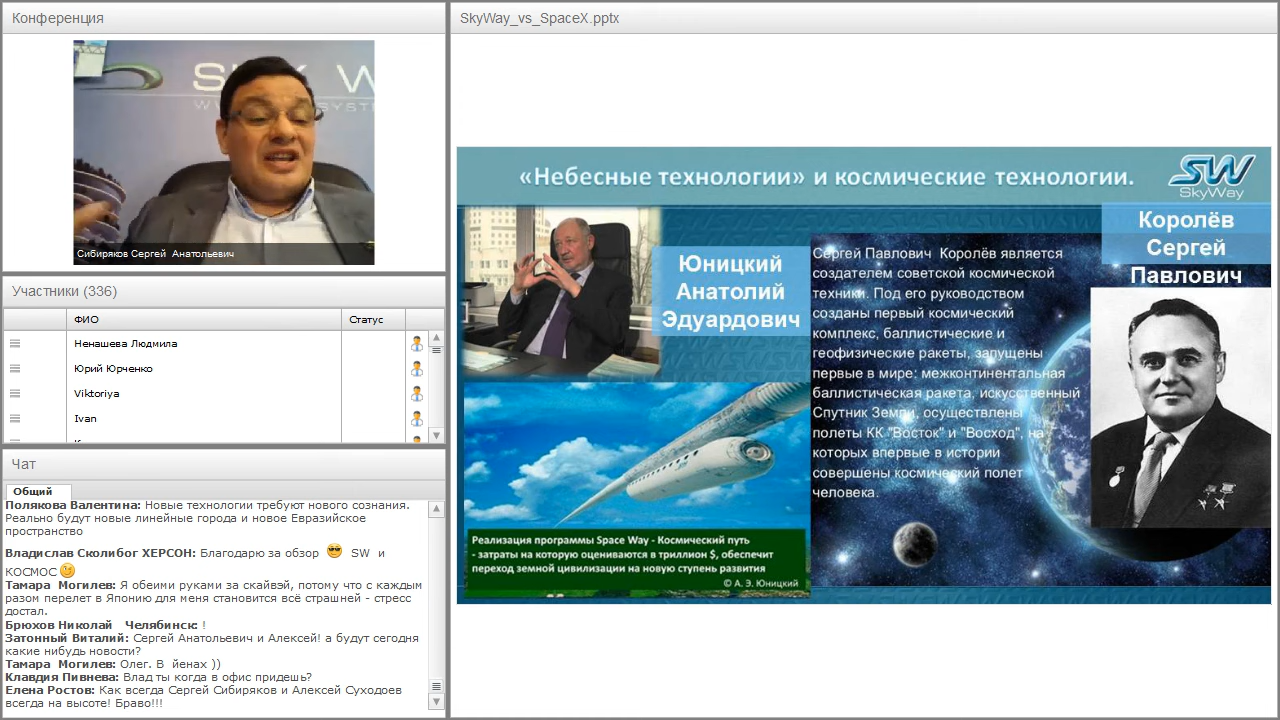 Конференция
SkyWay_vs_SpaceX.pptx
Сибиряков Сергей Анатольевич
Участники (336)
ФИО
Статус
Ненашева Людмила
Юрий Юрченко
Viktoriya
Ivan
Чат
Общий
Полякова Валентина: Новые технологии требуют нового сознания.
Реально будут новые линейные города и новое Евразийское
пространство
Владислав Сколибог ХЕРСОН: Благодарю за обзор SW и
КОСМОС
Тамара Могилев: Я обеими руками за скайвэй, потому что с каждым
разом перелет в Японию для меня становится всё страшней - стресс
достал.
Брюхов Николай Челябинск: !
Затонный Виталий: Сергей Анатольевич и Алексей! а будут сегодня
какие нибудь новости?
Тамара Могилев: Олег. В йенах ))
Клавдия Пивнева: Влад ты когда в офис придешь?
Елена Ростов: Как всегда Сергей Сибиряков и Алексей Суходоев
всегда на высоте! Браво!!!
«Небесные технологии» и космические технологии.
SW
SkyWay
Юницкий
Анатолий
Эдуардович
Сергей Павлович Королёв является
создателем советской космической
техники. Под его руководством
созданы первый космический
комплекс, баллистические и
геофизические ракеты, запущены
первые в мире: межконтинентальная
баллистическая ракета, искусственный
Спутник Земли, осуществлены
полеты КК "Восток" и "Восход", на
которых впервые в истории
совершены космический полет
человека.
Королёв
Сергей
Павлович
Реализация программы Space Way - Космический путь
- затраты на которую оцениваются в триллион $, обеспечит
переход земной цивилизации на новую ступень развития
© А. Э. Юницкий